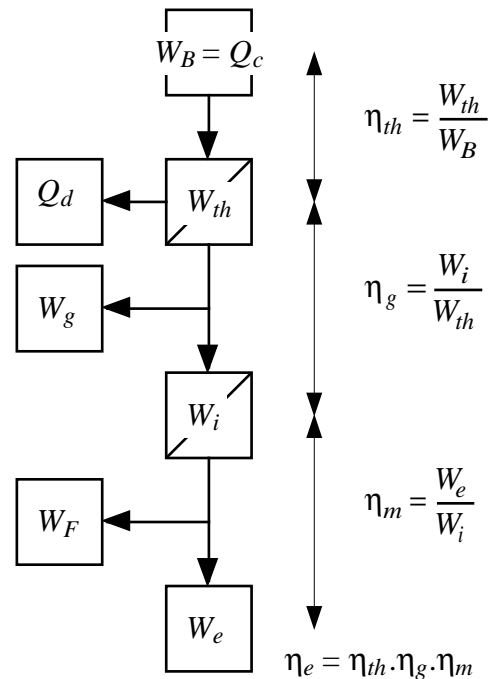 W_B = Q_c
η_th = W_th / W_B
Q_d
W_th
W_g
η_g = W_i / W_th
W_i
W_F
η_m = W_e / W_i
W_e
η_e = η_th.η_g.η_m